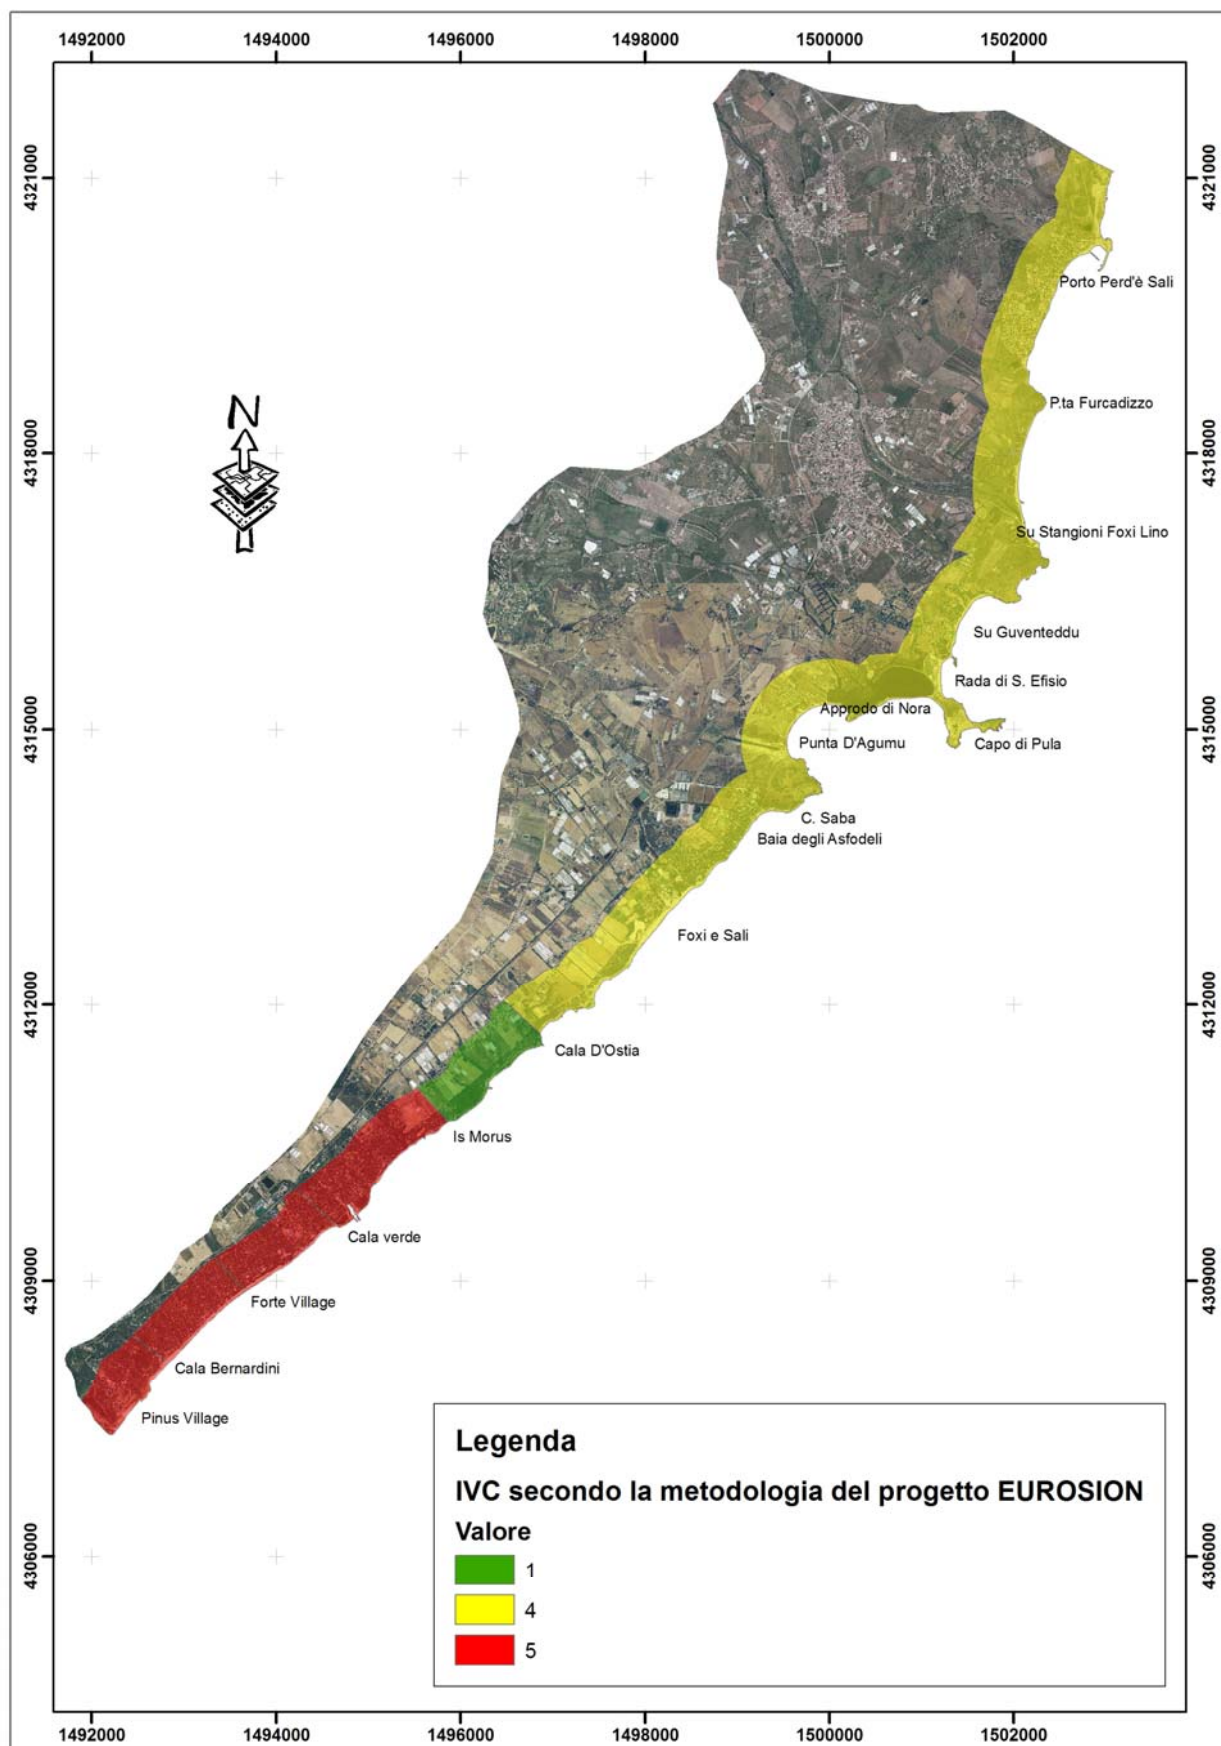 1492000 1494000 1496000 1498000 1500000 1502000
4321000 4321000
Porto Perd'è Sali
N
P.ta Furcadizzo
4318000 4318000
Su Stangioni Foxi Lino
Su Guventeddu
Rada di S. Efisio
Approdo di Nora
4315000 4315000
Punta D'Agumu
Capo di Pula
C. Saba
Baia degli Asfodeli
Foxi e Sali
4312000 4312000
Cala D'Ostia
Is Morus
Cala verde
4309000 4309000
Forte Village
Cala Bernardini
Pinus Village
Legenda
IVC secondo la metodologia del progetto EUROSION
Valore
1
4
5
4306000 4306000
1492000 1494000 1496000 1498000 1500000 1502000